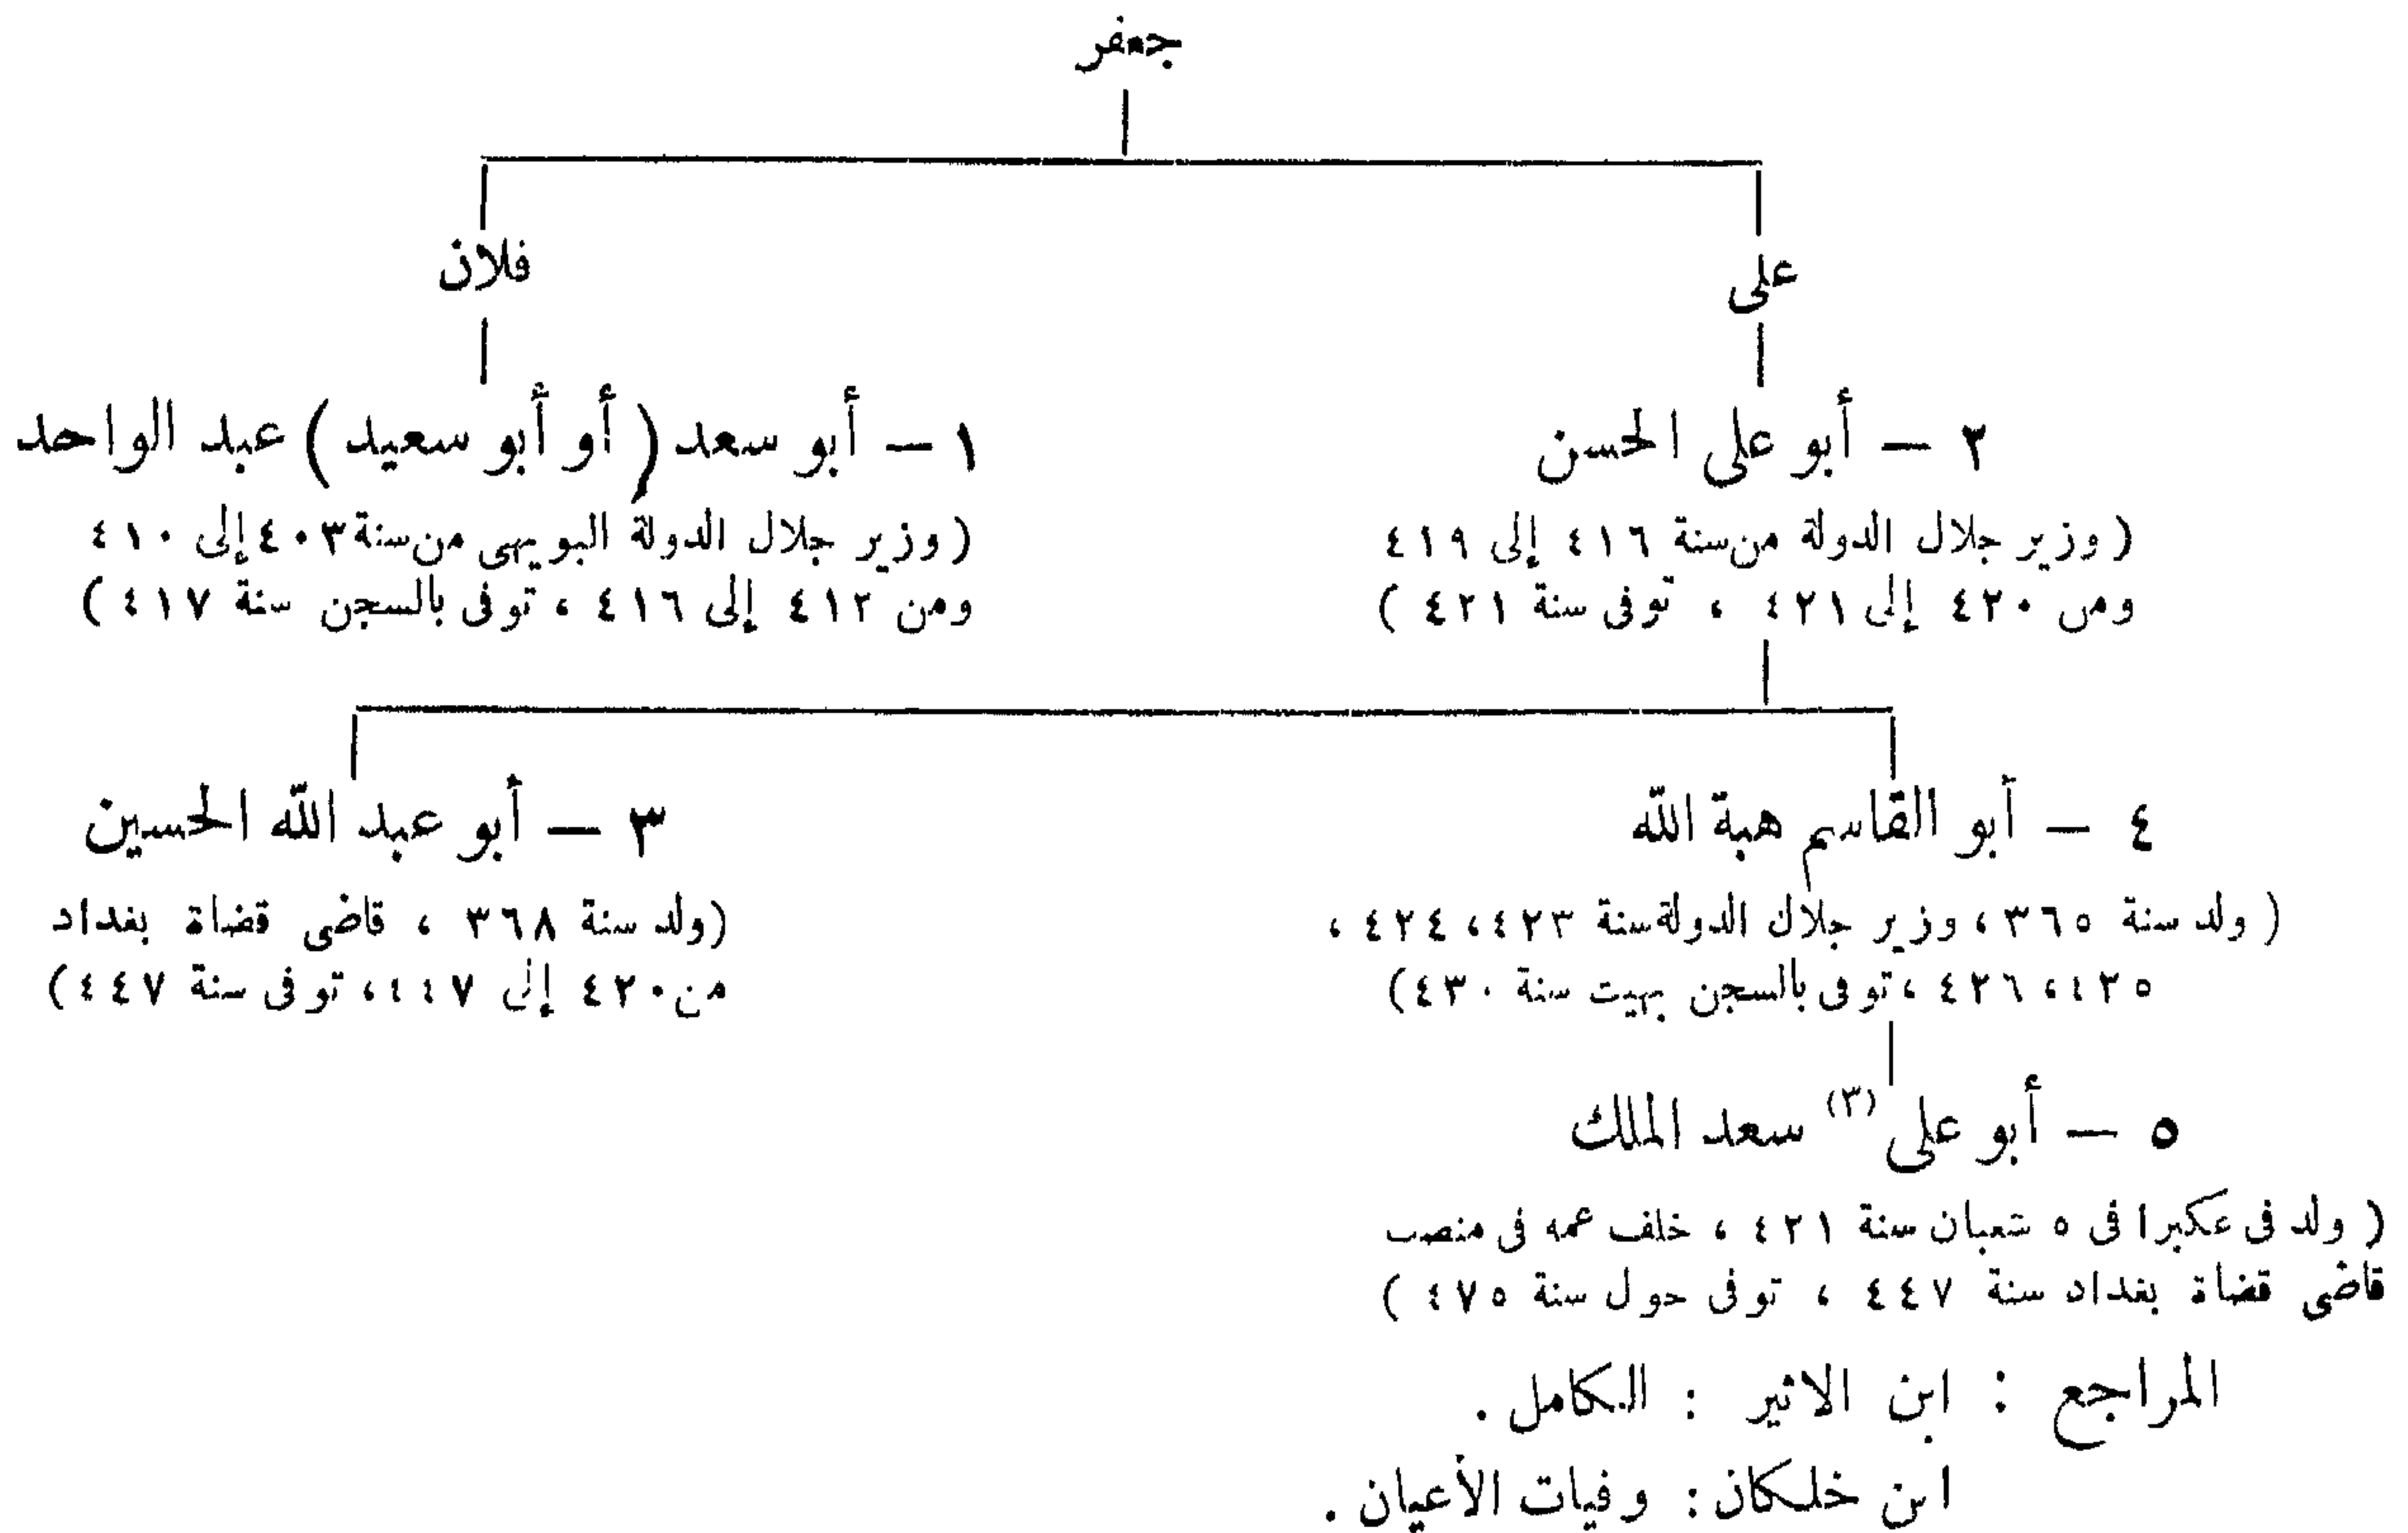 جعفر
على
فلان
٢ — أبو على الحسن
(وزير جلال الدولة من سنة ٤١٦ إلى ٤١٩
ومن ٤٢٠ إلى ٤٢١ ، توفى سنة ٤٢١ )
١ — أبو سعد ( أو أبو سعيد ) عبد الواحد
( وزير جلال الدولة البويهى من سنة ٤٠٣ إلى ٤١٠
ومن ٤١٢ إلى ٤١٦ ، توفى بالسجن سنة ٤١٧ )
٤ — أبو القاسم هبة الله
( ولد سنة ٣٦٥ ، وزير جلال الدولة سنة ٤٢٣ ، ٤٢٤ ،
٤٢٥ ، ٤٢٦ ، توفى بالسجن بهيت سنة ٤٣٠ )
٣ — أبو عبد الله الحسين
(ولد سنة ٣٦٨ ، قاضى قضاة بغداد
من ٤٢٠ إلى ٤٤٧ ، توفى سنة ٤٤٧ )
٥ — أبو على (٣) سعد الملك
( ولد فى عكبرا فى ٥ شعبان سنة ٤٢١ ، خلف عمه فى منصب
قاضى قضاة بغداد سنة ٤٤٧ ، توفى حول سنة ٤٧٥ )
المراجع : ابن الاثير : الكامل .
ابن خلكان : وفيات الأعيان .